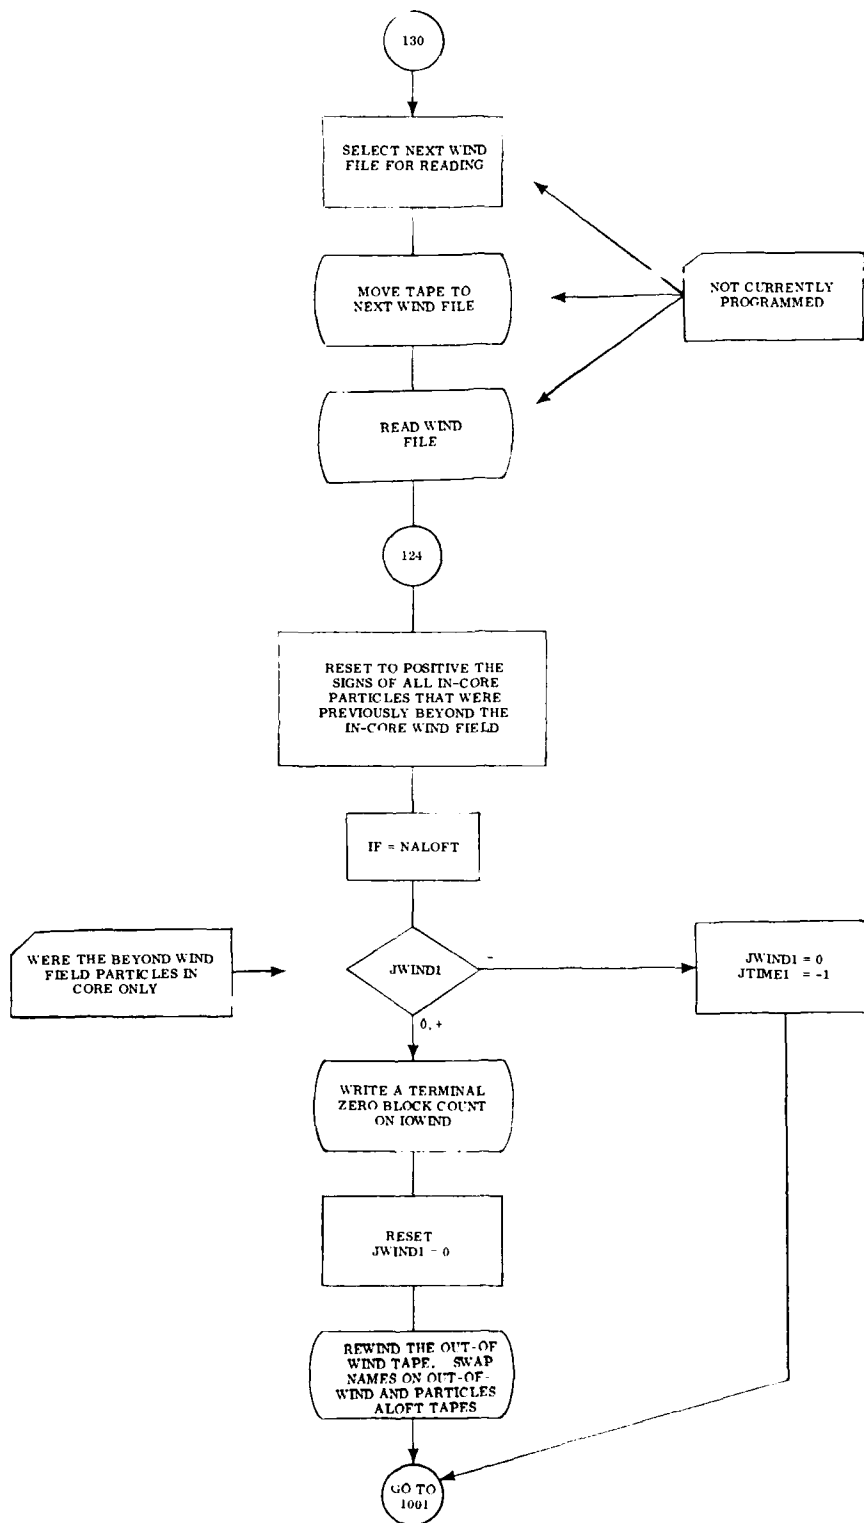 130
SELECT NEXT WIND
FILE FOR READING
MOVE TAPE TO
NEXT WIND FILE
NOT CURRENTLY
PROGRAMMED
READ WIND
FILE
124
RESET TO POSITIVE THE
SIGNS OF ALL IN-CORE
PARTICLES THAT WERE
PREVIOUSLY BEYOND THE
IN-CORE WIND FIELD
IF = NALOFT
WERE THE BEYOND WIND
FIELD PARTICLES IN
CORE ONLY
JWIND1
-
JWIND1 = 0
JTIME1 = -1
0, +
WRITE A TERMINAL
ZERO BLOCK COUNT
ON IOWIND
RESET
JWIND1 = 0
REWIND THE OUT-OF
WIND TAPE. SWAP
NAMES ON OUT-OF-
WIND AND PARTICLES
ALOFT TAPES
GO TO
1001